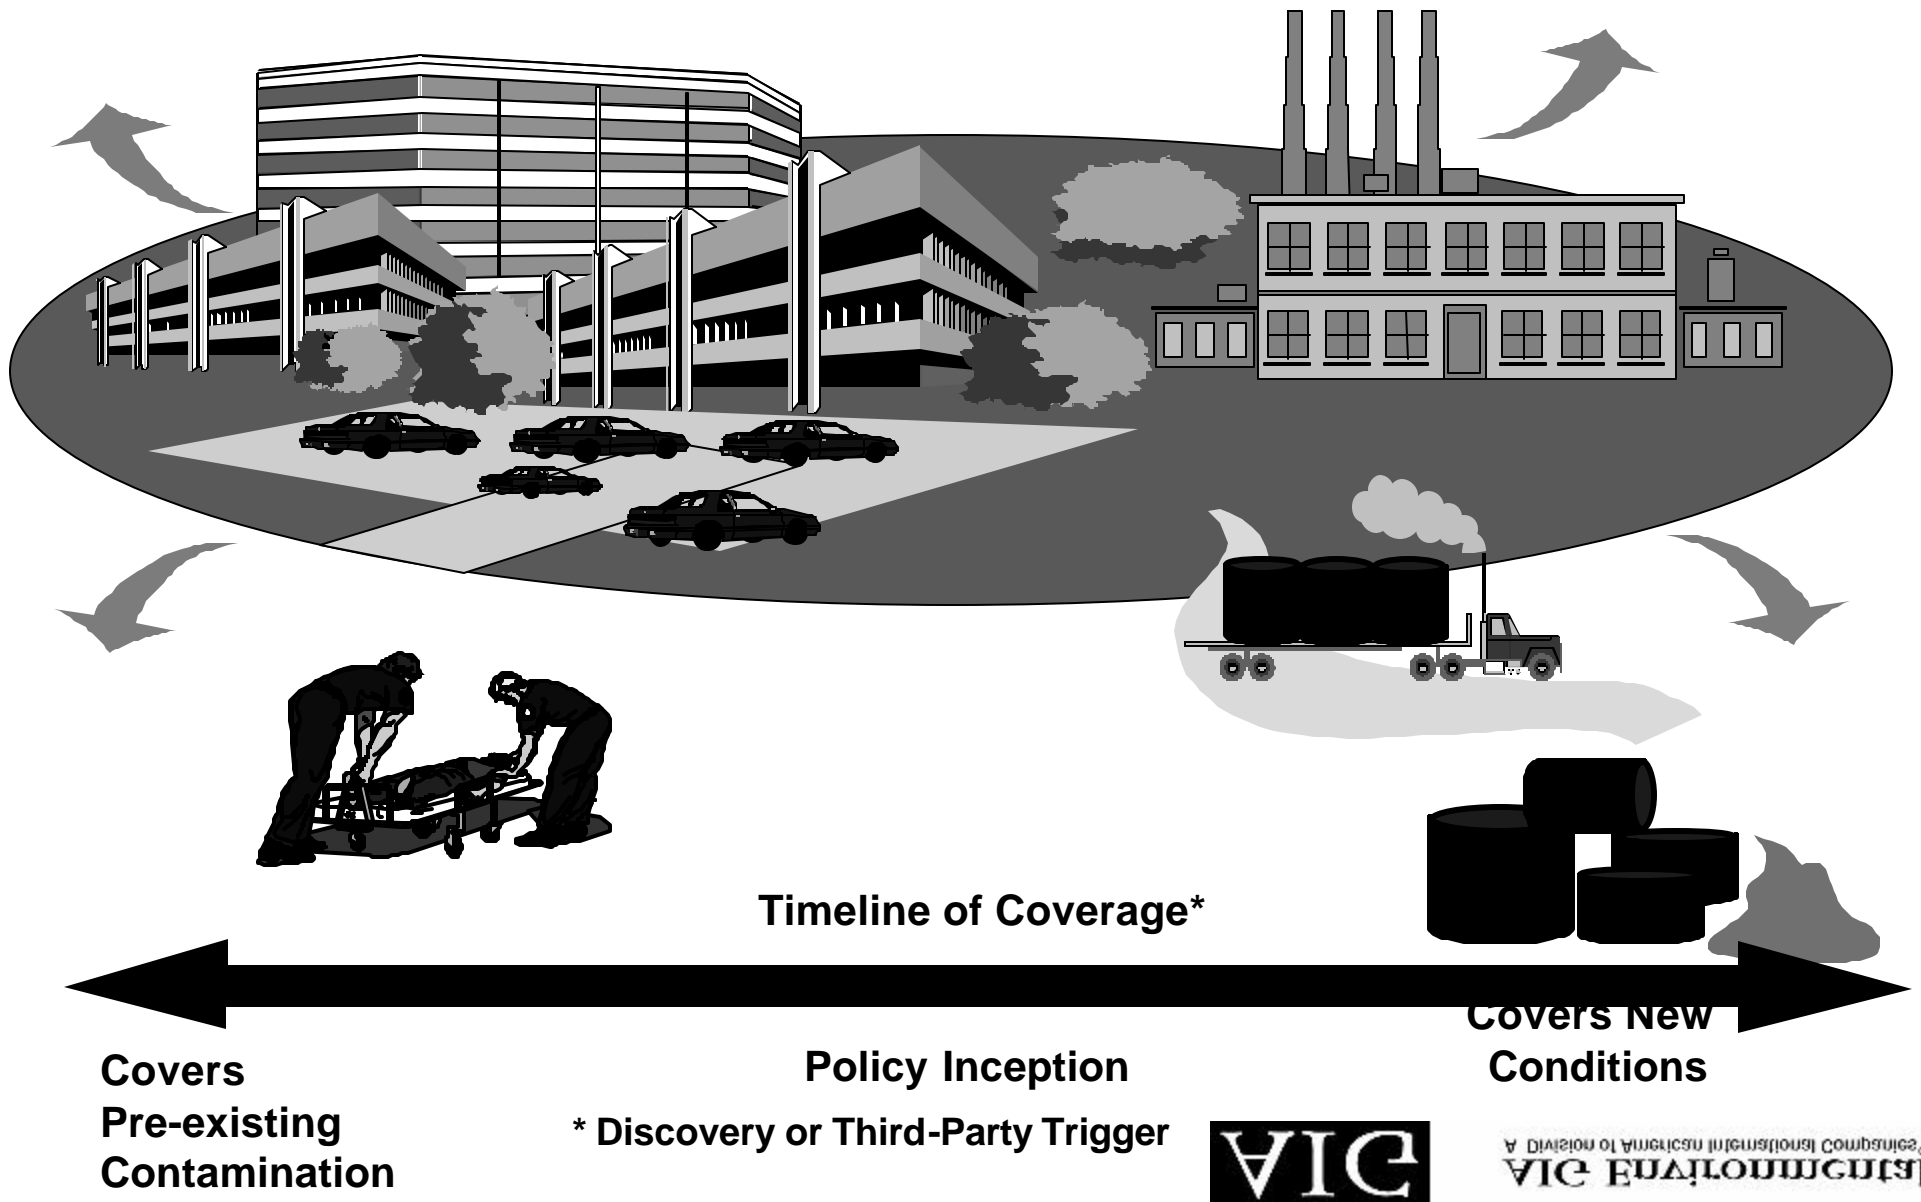 Timeline of Coverage*
Covers New
Conditions
Policy Inception
Covers
Pre-existing
Contamination
* Discovery or Third-Party Trigger
AIG
AIG Environmental
A Division of American International Companies